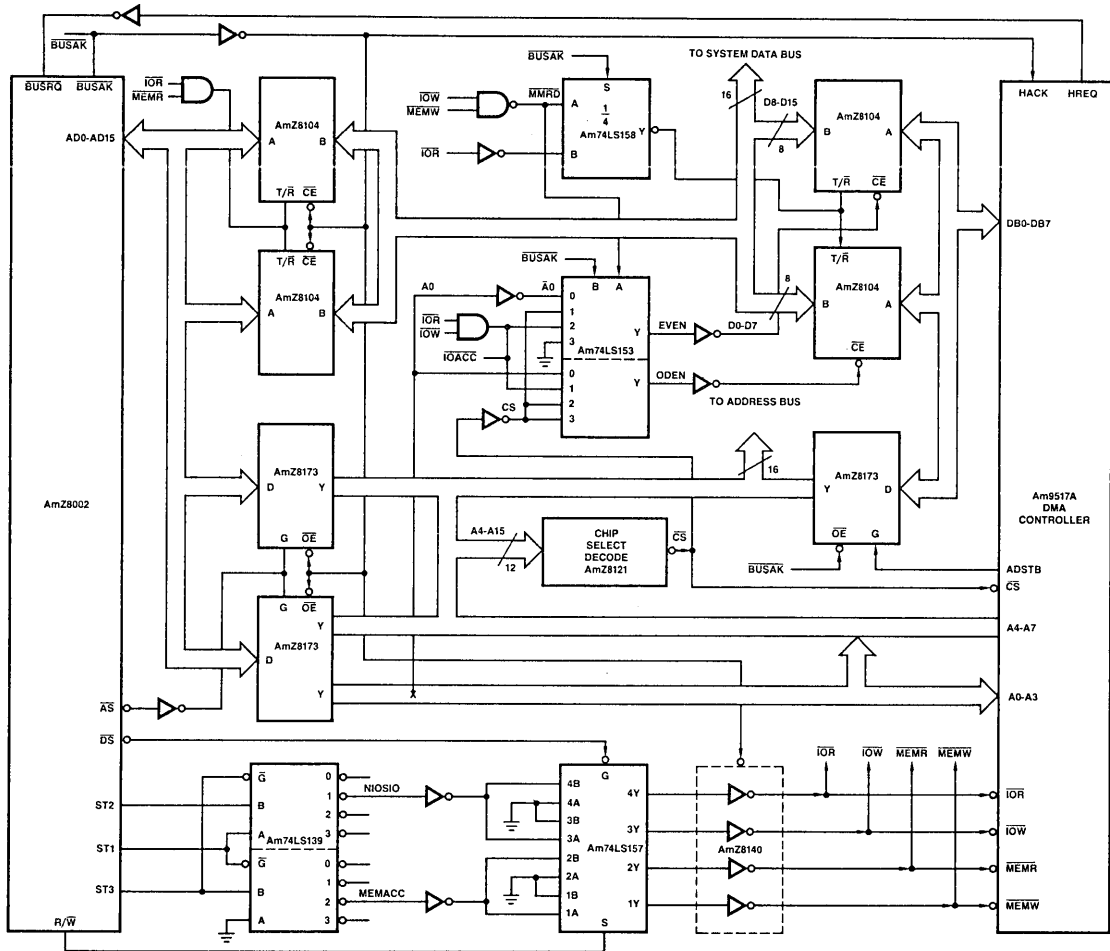 BUSAK
BUSRQ BUSAK
IOR
MEMR
AD0-AD15
AmZ8104
A
B
T/R CE
T/R CE
AmZ8104
A
B
IOW
MEMW
MMRD
IOR
BUSAK
S
A
1/4
Am74LS158
Y
B
TO SYSTEM DATA BUS
16
D8-D15
8
AmZ8104
B
A
T/R CE
HACK HREQ
DB0-DB7
T/R
AmZ8104
B
A
CE
8
D0-D7
BUSAK
B A
A0
A0
IOR
IOW
IOACC
CS
0
1
2
3
Am74LS153
0
1
2
3
Y
Y
EVEN
ODEN
TO ADDRESS BUS
16
AmZ8002
AmZ8173
D
Y
G OE
G OE
AmZ8173
D
Y
Y
A4-A15
12
CHIP
SELECT
DECODE
AmZ8121
CS
AmZ8173
Y
D
OE G
BUSAK
Am9517A
DMA
CONTROLLER
ADSTB
CS
A4-A7
A0-A3
AS
DS
ST2
ST1
ST3
R/W
G
B
A
Am74LS139
G
B
A
0
1
2
3
0
1
2
3
NIOSIO
MEMACC
G
4B
4A
3B
3A
Am74LS157
2B
2A
1B
1A
4Y
3Y
2Y
1Y
S
AmZ8140
IOR IOW MEMR MEMW
IOR
IOW
MEMR
MEMW